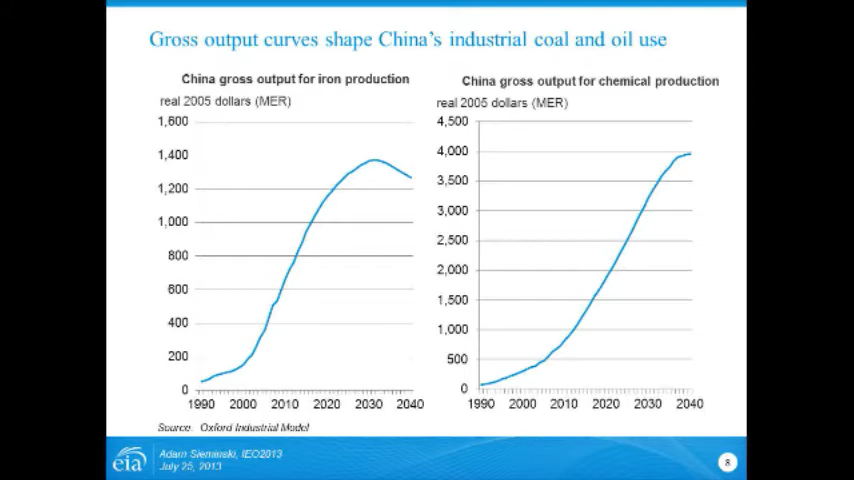 Gross output curves shape China's industrial coal and oil use
China gross output for iron production
real 2005 dollars (MER)
1,600
1,400
1,200
1,000
800
600
400
200
0
1990 2000 2010 2020 2030 2040
China gross output for chemical production
real 2005 dollars (MER)
4,500
4,000
3,500
3,000
2,500
2,000
1,500
1,000
500
0
1990 2000 2010 2020 2030 2040
Source: Oxford Industrial Model
eia
Adam Sieminski, IEO2013
July 25, 2013
8